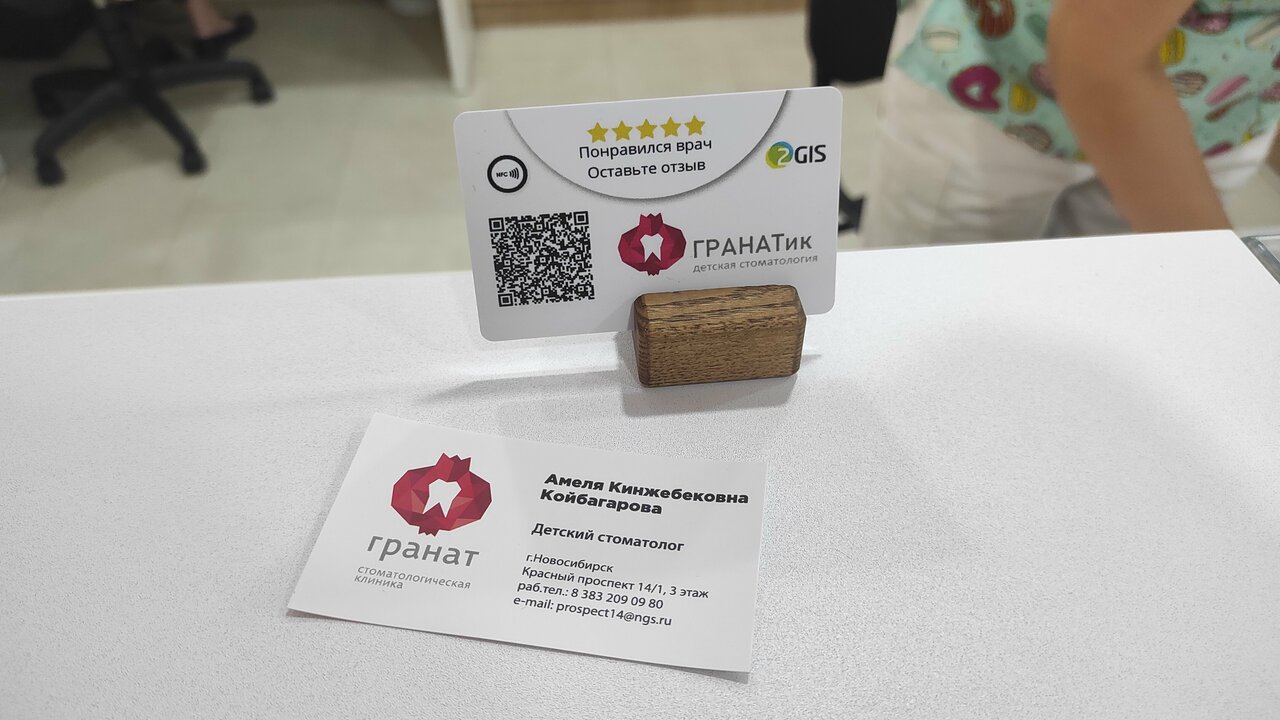 Понравился врач
Оставьте отзыв
NFC
2GIS
ГРАНАТик
детская стоматология
гранат
стоматологическая
клиника
Амеля Кинжебековна
Койбагарова
Детский стоматолог
г.Новосибирск
Красный проспект 14/1, 3 этаж
раб.тел.: 8 383 209 09 80
e-mail: prospect14@ngs.ru